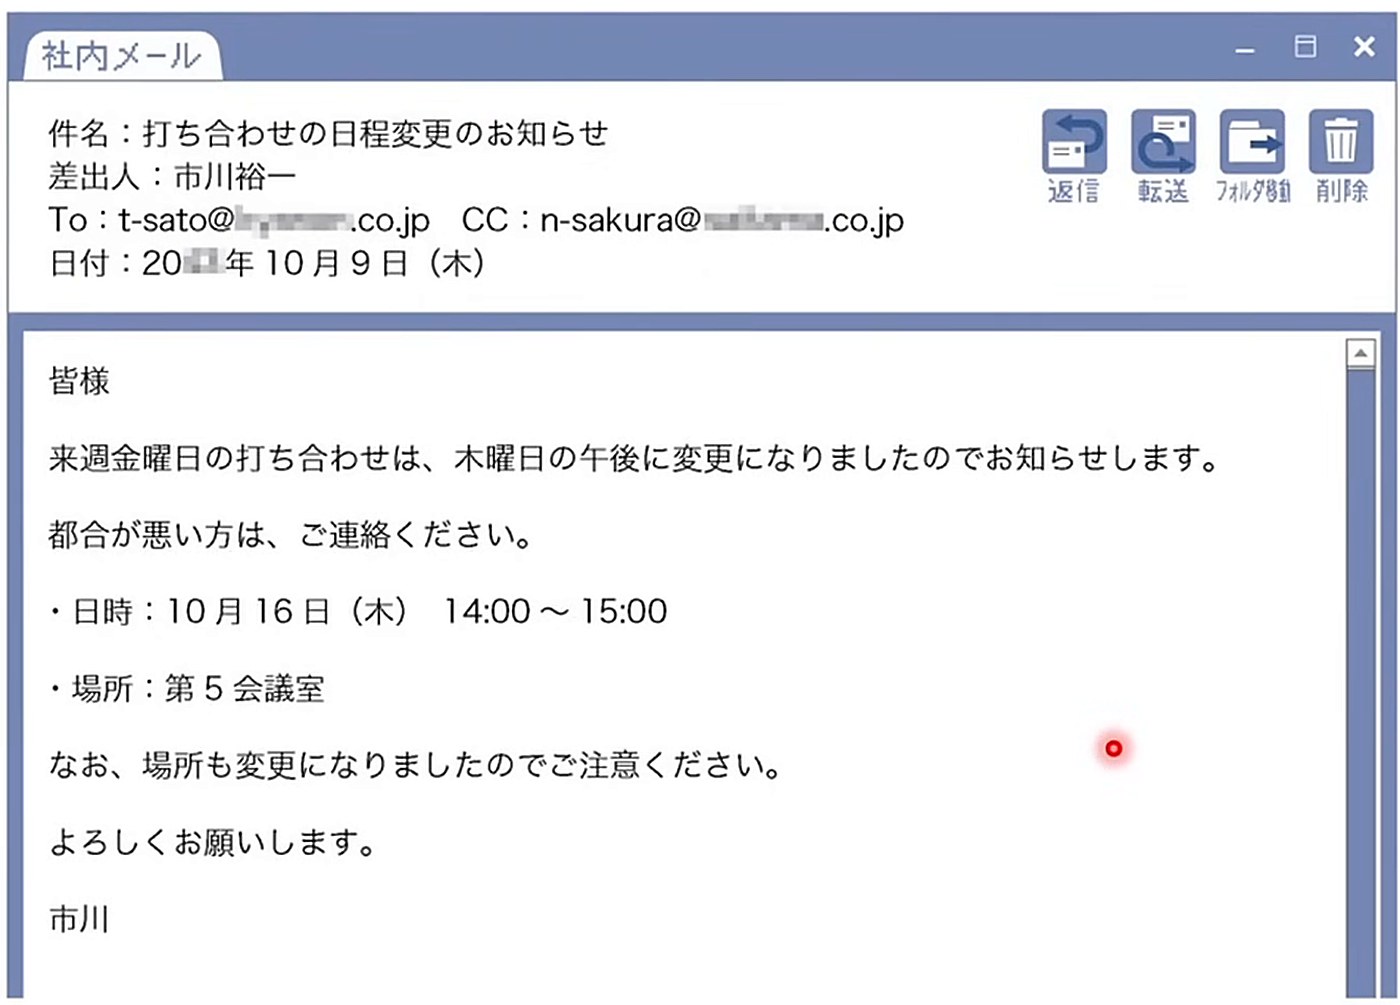 社内メール
件名：打ち合わせの日程変更のお知らせ
差出人：市川裕一
To：t-sato@ .co.jp　CC：n-sakura@ .co.jp
日付：20 年 10 月 9 日（木）
返信
転送
フォルダ移動
削除
皆様
来週金曜日の打ち合わせは、木曜日の午後に変更になりましたのでお知らせします。
都合が悪い方は、ご連絡ください。
・日時：10 月 16 日（木）　14:00 ～ 15:00
・場所：第 5 会議室
なお、場所も変更になりましたのでご注意ください。
よろしくお願いします。
市川